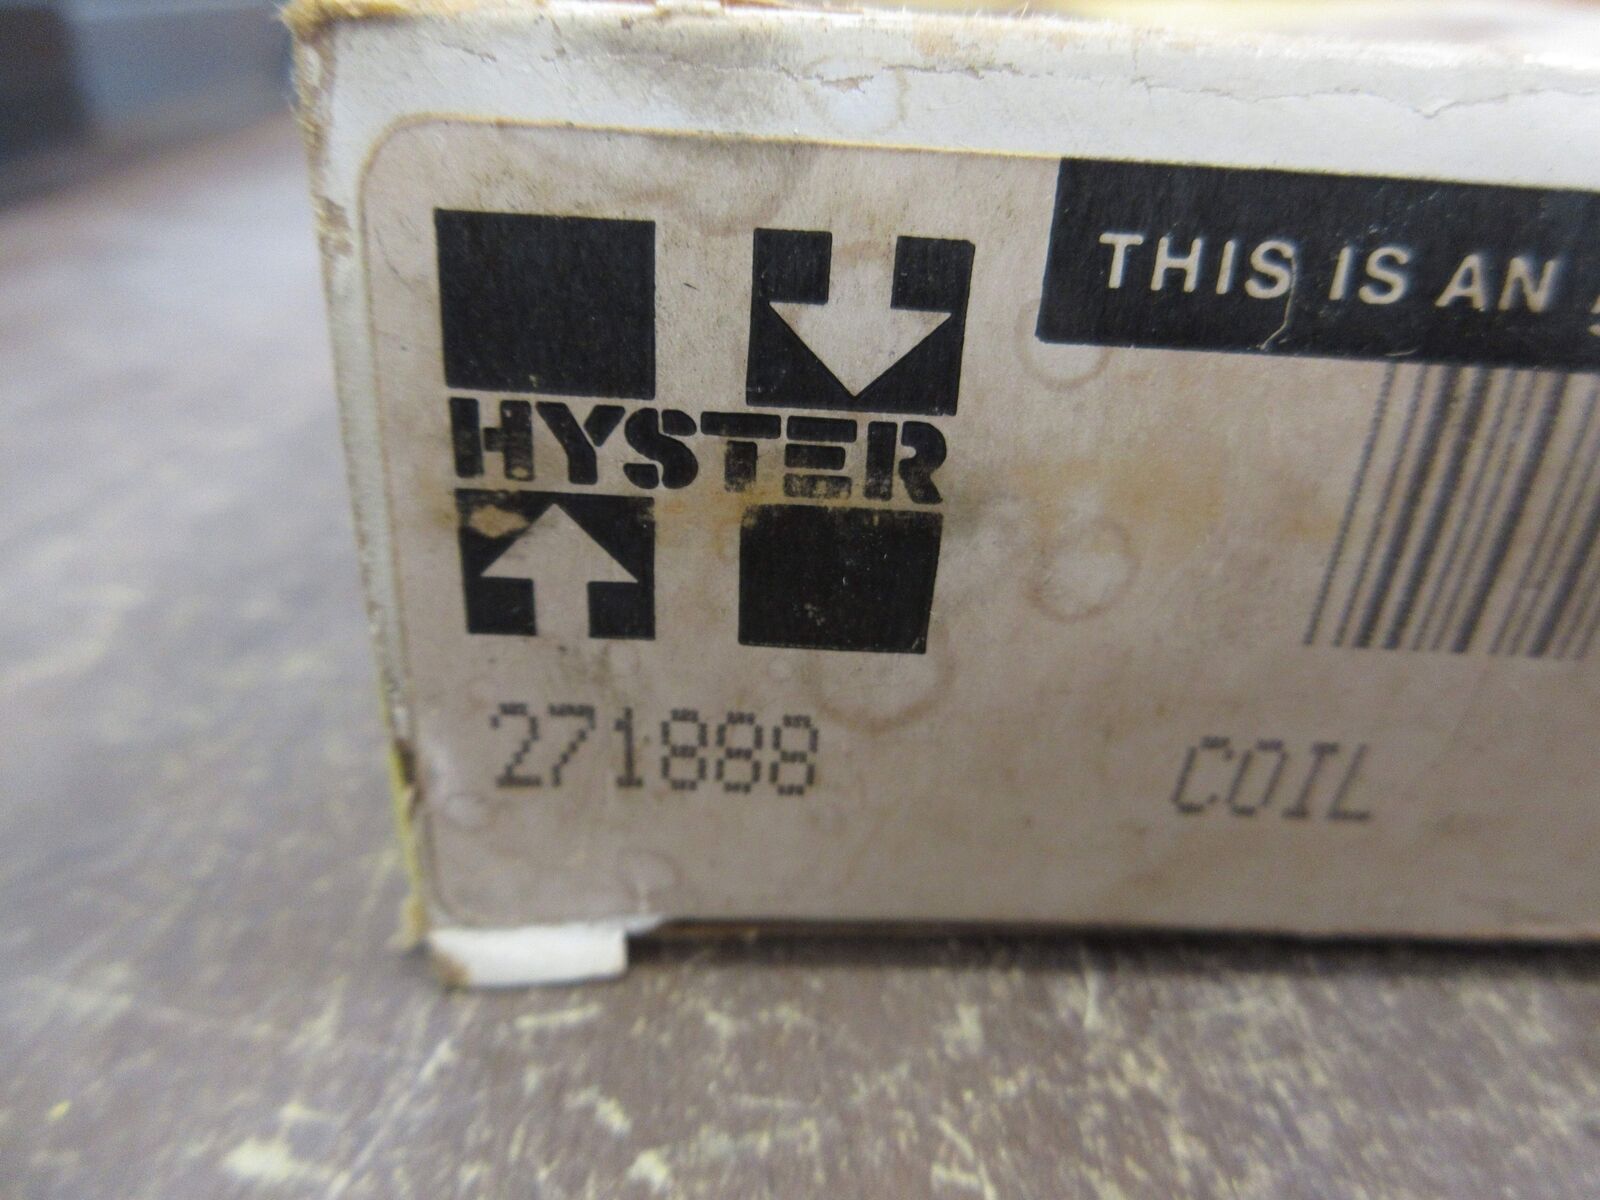 THIS IS AN
HYSTER
271888 COIL